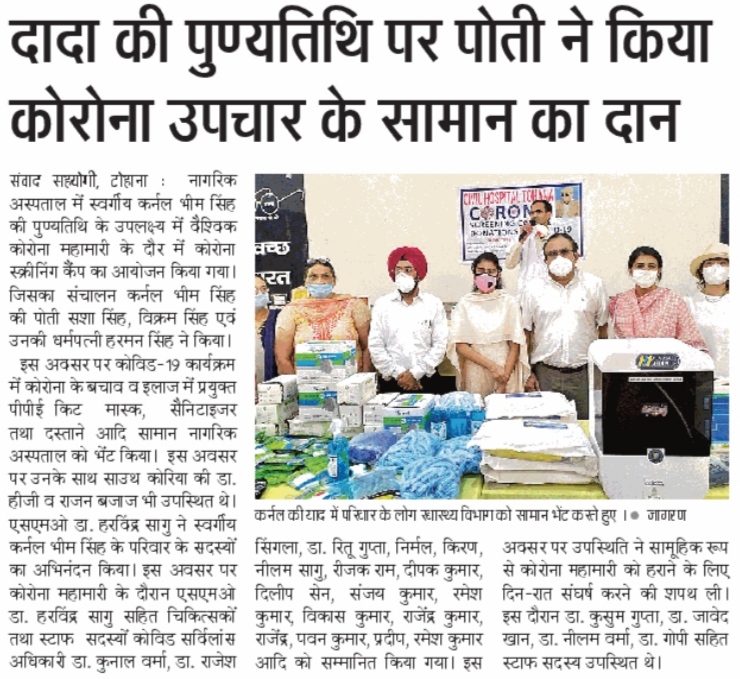 दादा की पुण्यतिथि पर पोती ने किया
कोरोना उपचार के सामान का दान
संवाद सहयोगी, टोहाना : नागरिक
अस्पताल में स्वर्गीय कर्नल भीम सिंह
की पुण्यतिथि के उपलक्ष्य में वैश्विक
कोरोना महामारी के दौर में कोरोना
स्क्रीनिंग कैंप का आयोजन किया गया।
जिसका संचालन कर्नल भीम सिंह
की पोती सशा सिंह, विक्रम सिंह एवं
उनकी धर्मपत्नी हरमन सिंह ने किया।
इस अवसर पर कोविड-19 कार्यक्रम
में कोरोना के बचाव व इलाज में प्रयुक्त
पीपीई किट मास्क, सैनिटाइजर
तथा दस्ताने आदि सामान नागरिक
अस्पताल को भेंट किया। इस अवसर
पर उनके साथ साउथ कोरिया की डा.
हीजी व राजन बजाज भी उपस्थित थे।
एसएमओ डा. हरविंद्र सागु ने स्वर्गीय
कर्नल भीम सिंह के परिवार के सदस्यों
का अभिनंदन किया। इस अवसर पर
कोरोना महामारी के दौरान एसएमओ
डा. हरविंद्र सागु सहित चिकित्सकों
तथा स्टाफ सदस्यों कोविड सर्विलांस
अधिकारी डा. कुनाल वर्मा, डा. राजेश
CIVIL HOSPITAL TOHANA
CORON
SCREENING
DONATIONS
-19
च्छ
रत
कर्नल की याद में परिवार के लोग स्वास्थ्य विभाग को सामान भेंट करते हुए । ● जागरण
सिंगला, डा. रितू गुप्ता, निर्मल, किरण,
नीलम सागु, रीजक राम, दीपक कुमार,
दिलीप सेन, संजय कुमार, रमेश
कुमार, विकास कुमार, राजेंद्र कुमार,
राजेंद्र, पवन कुमार, प्रदीप, रमेश कुमार
आदि को सम्मानित किया गया। इस
अवसर पर उपस्थिति ने सामूहिक रूप
से कोरोना महामारी को हराने के लिए
दिन-रात संघर्ष करने की शपथ ली।
इस दौरान डा. कुसुम गुप्ता, डा. जावेद
खान, डा. नीलम वर्मा, डा. गोपी सहित
स्टाफ सदस्य उपस्थित थे।